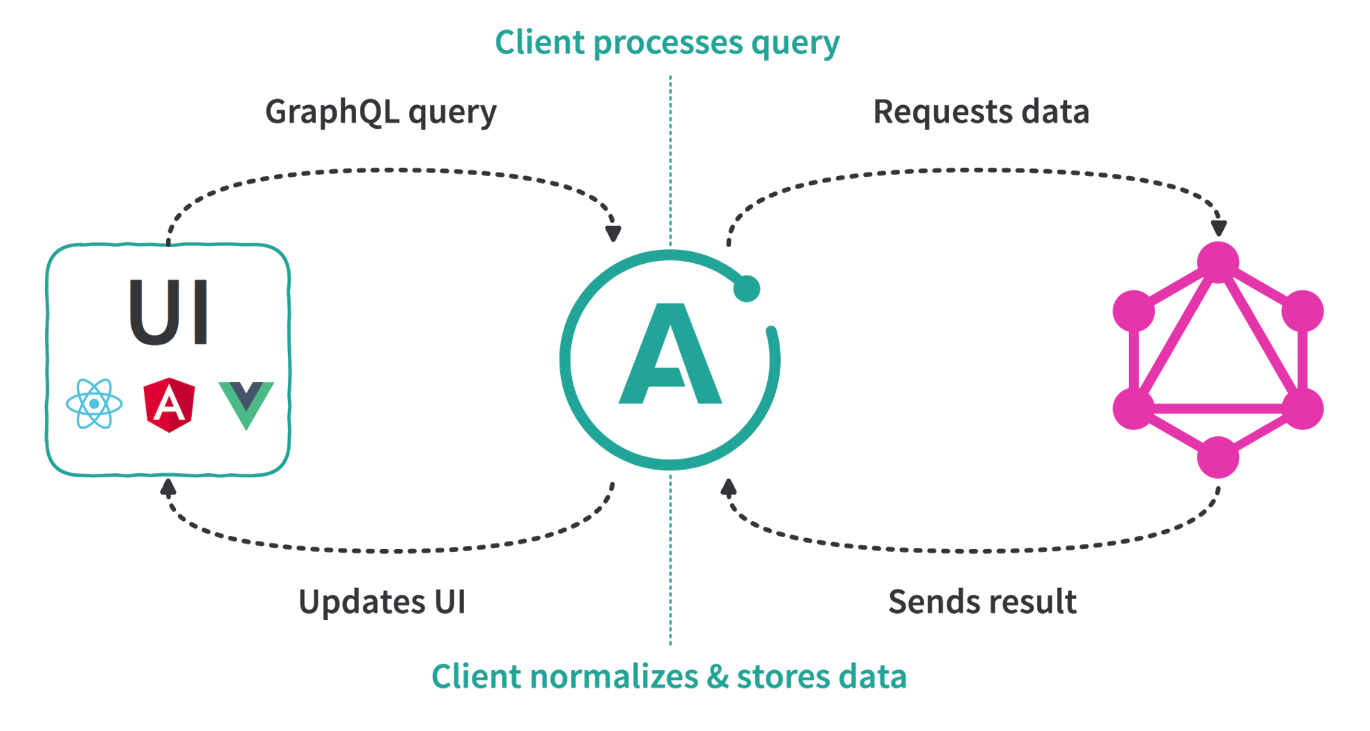 Client processes query
GraphQL query
Requests data
UI
A
A
Updates UI
Sends result
Client normalizes & stores data